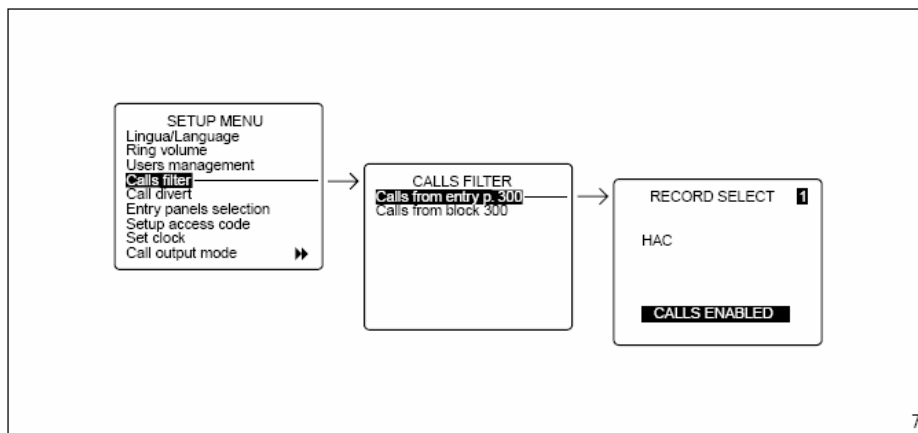 SETUP MENU
Lingua/Language
Ring volume
Users management
Calls filter
Call divert
Entry panels selection
Setup access code
Set clock
Call output mode
CALLS FILTER
Calls from entry p. 300
Calls from block 300
RECORD SELECT 1
HAC
CALLS ENABLED
7